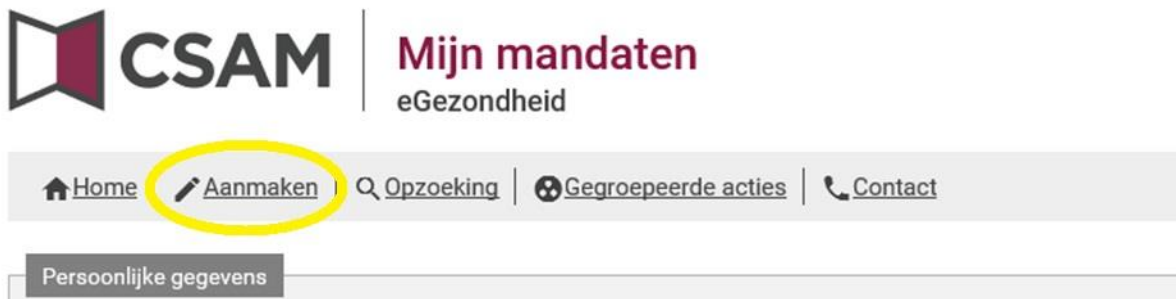 CSAM
Mijn mandaten
eGezondheid
Home Aanmaken Opzoeking Gegroepeerde acties Contact
Persoonlijke gegevens